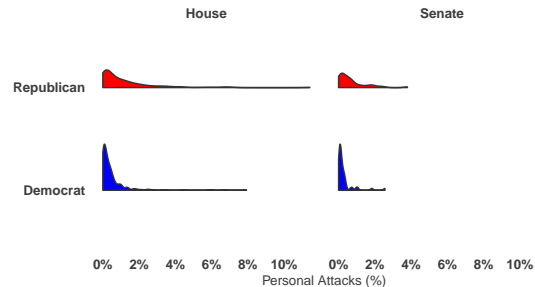 House Senate
Republican
Democrat
0% 2% 4% 6% 8% 10% 0% 2% 4% 6% 8% 10%
Personal Attacks (%)